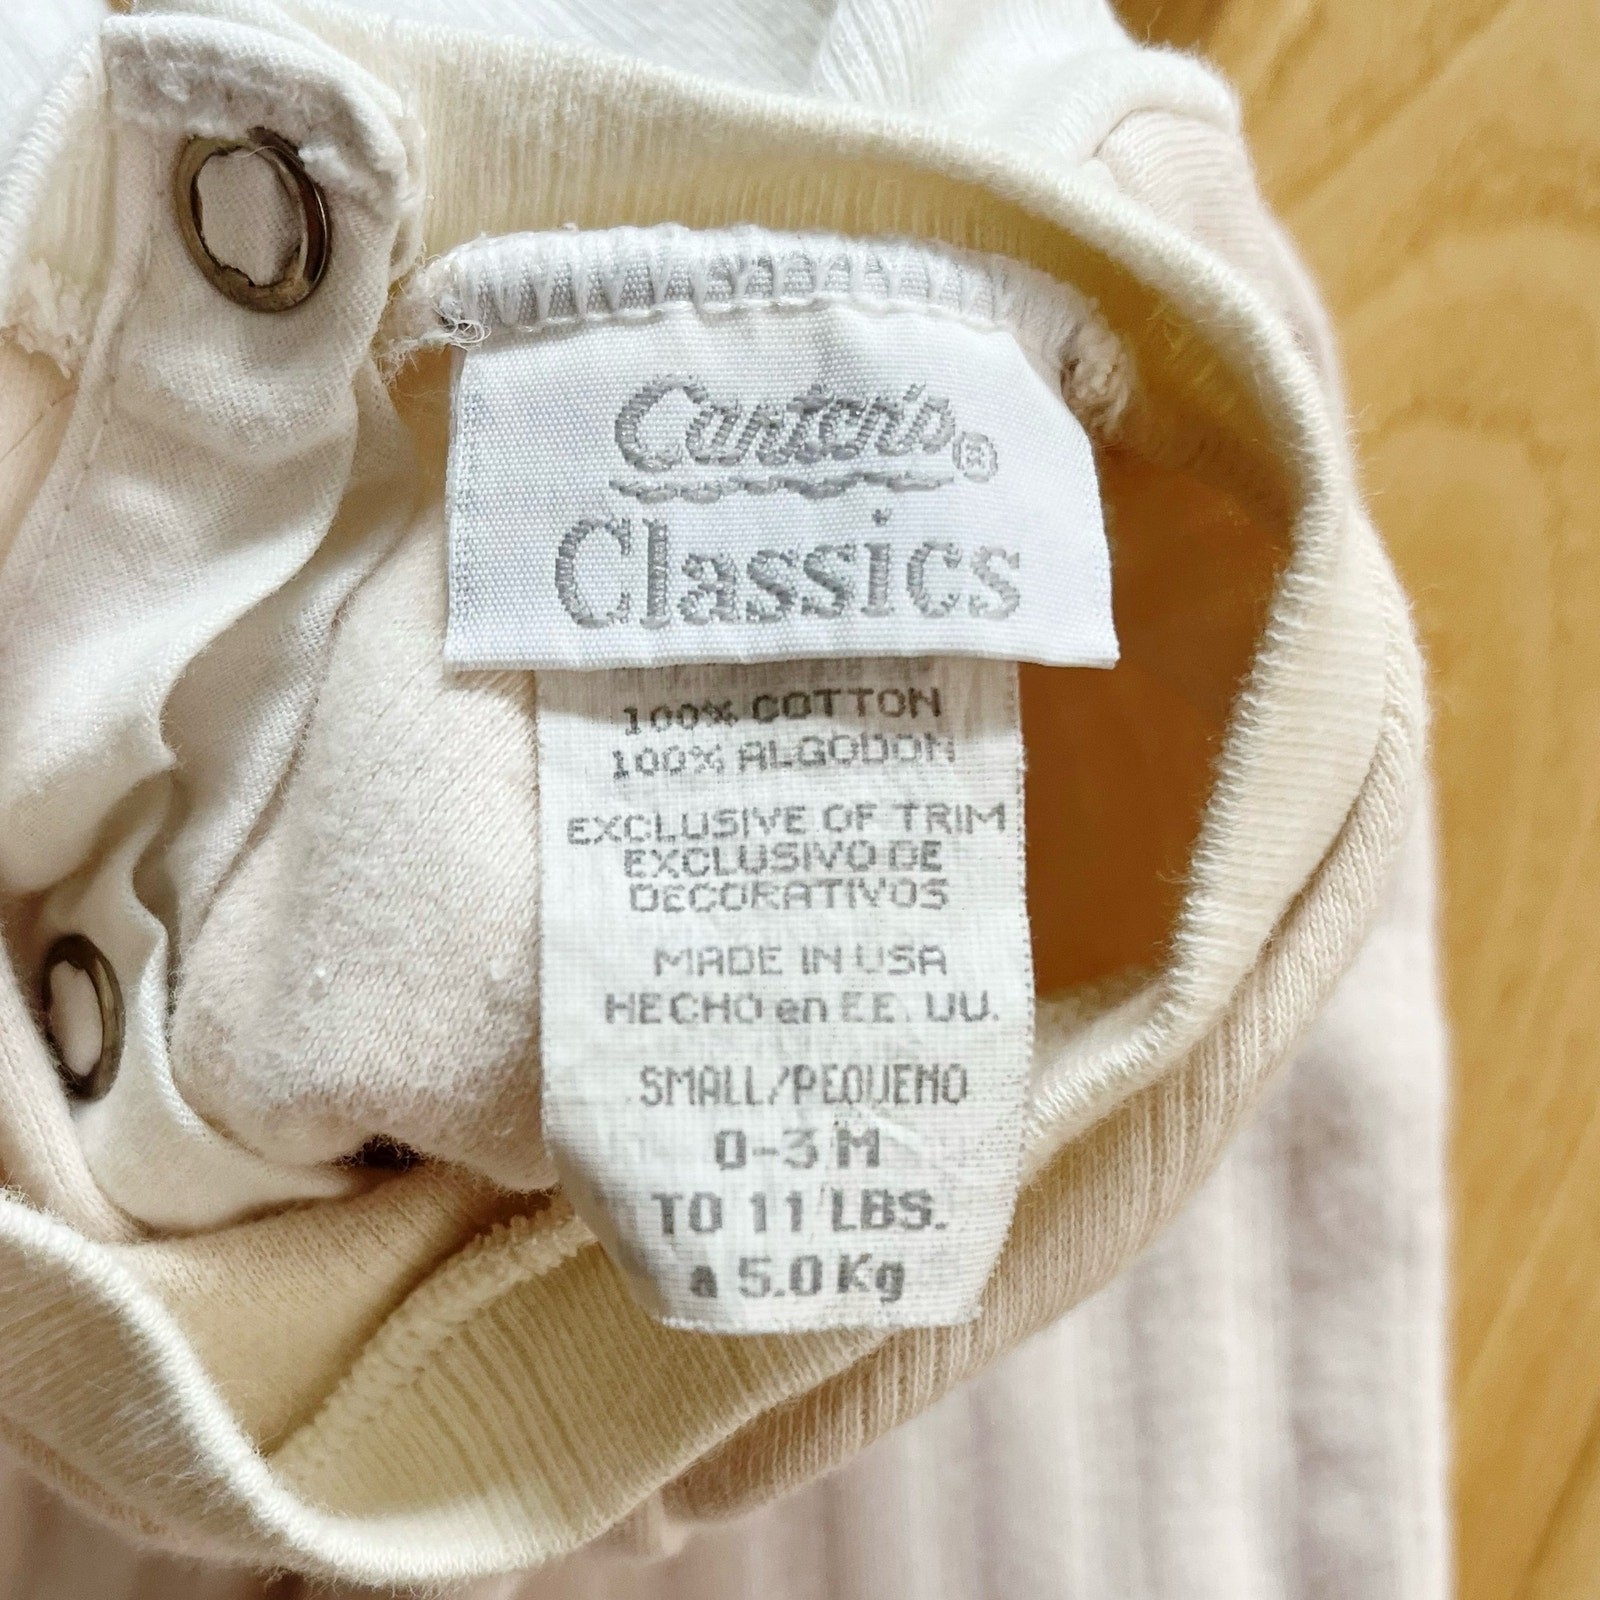 Carter's®
Classics
100% COTTON
100% ALGODON
EXCLUSIVE OF TRIM
EXCLUSIVO DE
DECORATIVOS
MADE IN USA
HECHO en EE. UU.
SMALL/PEQUENO
0-3 M
TO 11 LBS.
a 5.0 Kg